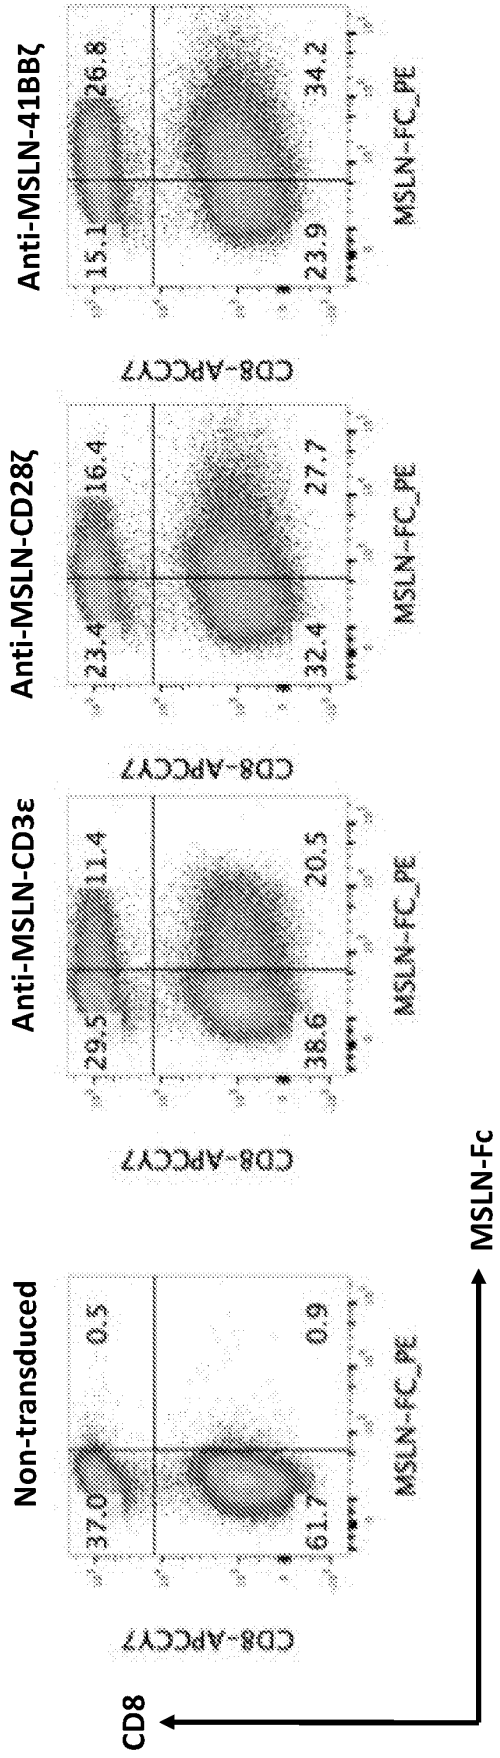 Non-transduced
37.0
0.5
61.7
0.9
CD8-APCCY7
MSLN-FC_PE
Anti-MSLN-CD3ε
29.5
11.4
38.6
20.5
CD8-APCCY7
MSLN-FC_PE
Anti-MSLN-CD28ζ
23.4
16.4
32.4
27.7
CD8-APCCY7
MSLN-FC_PE
Anti-MSLN-41BBζ
15.1
26.8
23.9
34.2
CD8-APCCY7
MSLN-FC_PE
CD8
MSLN-Fc